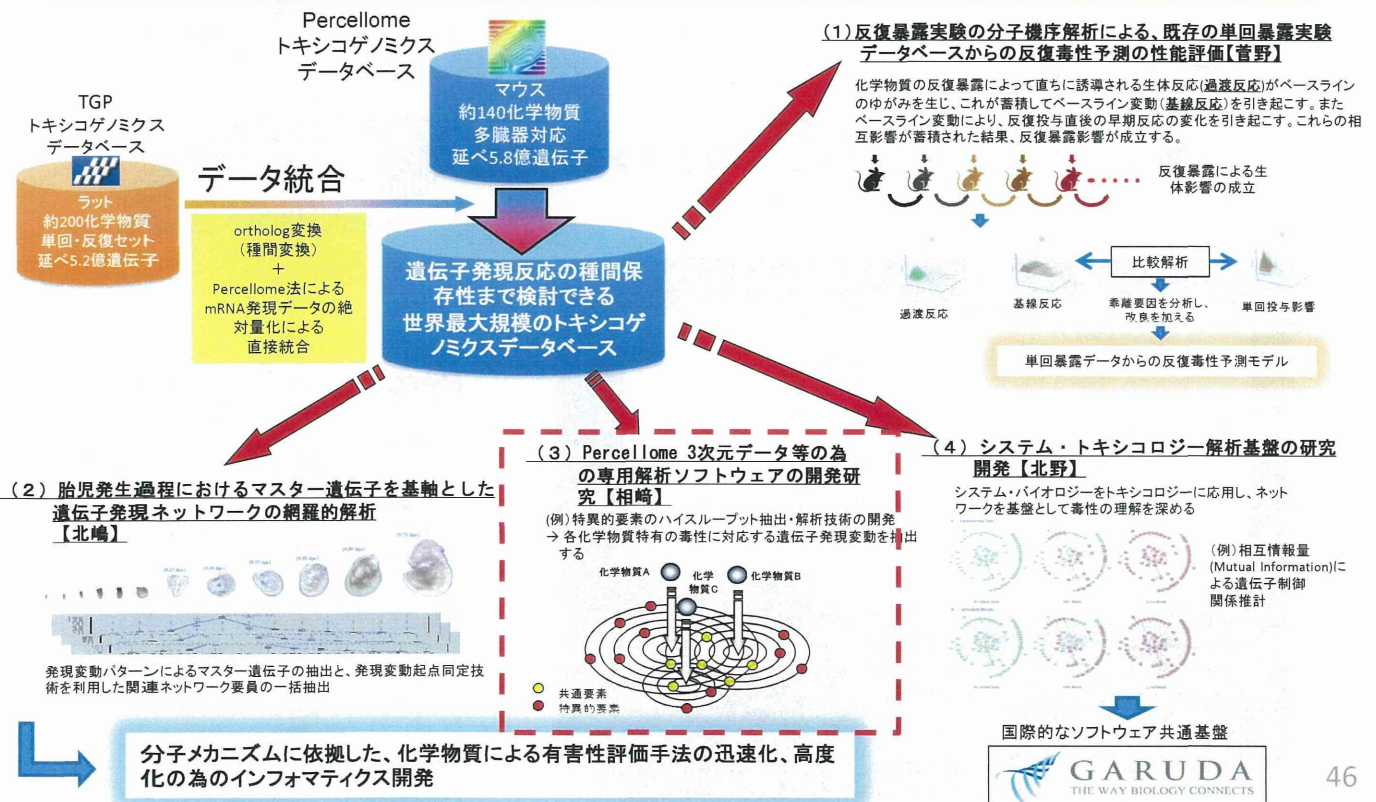 Percellome
トキシコゲノミクス
データベース
マウス
約140化学物質
多臓器対応
延べ5.8億遺伝子
TGP
トキシコゲノミクス
データベース
ラット
約200化学物質
単回・反復セット
延べ5.2億遺伝子
データ統合
ortholog変換
（種間変換）
+
Percellome法による
mRNA発現データの絶
対量化による
直接統合
遺伝子発現反応の種間保
存性まで検討できる
世界最大規模のトキシコゲ
ノミクスデータベース
(1)反復暴露実験の分子機序解析による、既存の単回暴露実験
データベースからの反復毒性予測の性能評価【菅野】
化学物質の反復暴露によって直ちに誘導される生体反応(過渡反応)がベースライン
のゆがみを生じ、これが蓄積してベースライン変動(基線反応)を引き起こす。また
ベースライン変動により、反復投与直後の早期反応の変化を引き起こす。これらの相
互影響が蓄積された結果、反復暴露影響が成立する。
反復暴露による生
体影響の成立
過渡反応
基線反応
比較解析
乖離要因を分析し、
改良を加える
単回投与影響
単回暴露データからの反復毒性予測モデル
（2）胎児発生過程におけるマスター遺伝子を基軸とした
遺伝子発現ネットワークの網羅的解析
【北嶋】
発現変動パターンによるマスター遺伝子の抽出と、発現変動起点同定技
術を利用した関連ネットワーク要員の一括抽出
（3）Percellome 3次元データ等の為
の専用解析ソフトウェアの開発研
究【相﨑】
(例)特異的要素のハイスループット抽出・解析技術の開発
→ 各化学物質特有の毒性に対応する遺伝子発現変動を抽出
する
化学物質A
化学
物質C
化学物質B
共通要素
特異的要素
（4）システム・トキシコロジー解析基盤の研究
開発【北野】
システム・バイオロジーをトキシコロジーに応用し、ネット
ワークを基盤として毒性の理解を深める
(例)相互情報量
(Mutual Information)に
よる遺伝子制御
関係推計
国際的なソフトウェア共通基盤
GARUDA
THE WAY BIOLOGY CONNECTS
分子メカニズムに依拠した、化学物質による有害性評価手法の迅速化、高度
化の為のインフォマティクス開発
46